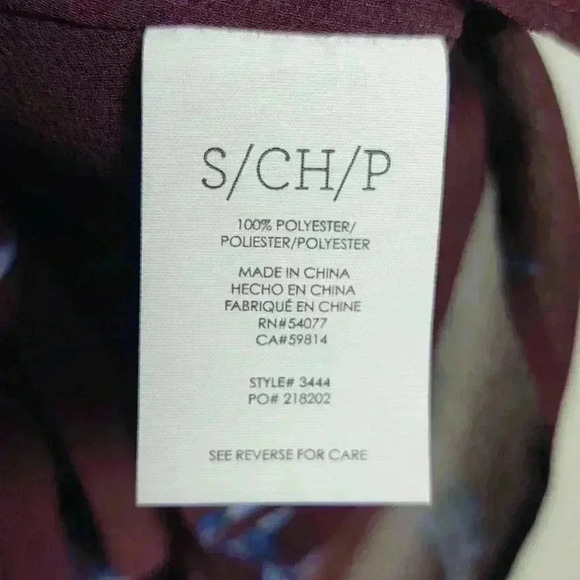 S/CH/P
100% POLYESTER/
POLIESTER/POLYESTER
MADE IN CHINA
HECHO EN CHINA
FABRIQUÉ EN CHINE
RN#54077
CA#59814
STYLE# 3444
PO# 218202
SEE REVERSE FOR CARE